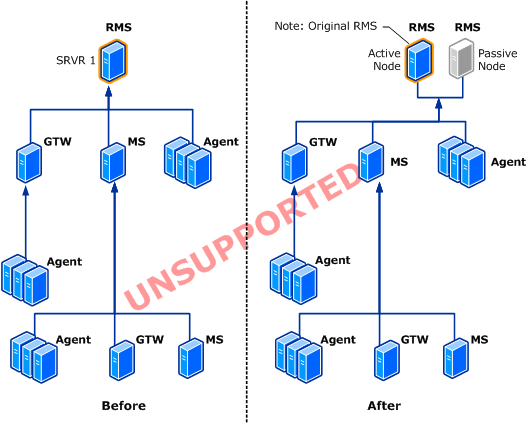 RMS
SRVR 1
GTW
MS
Agent
Agent
Agent
GTW
MS
Before
Note: Original RMS
RMS
RMS
Active
Node
Passive
Node
GTW
MS
Agent
Agent
Agent
GTW
MS
After
UNSUPPORTED